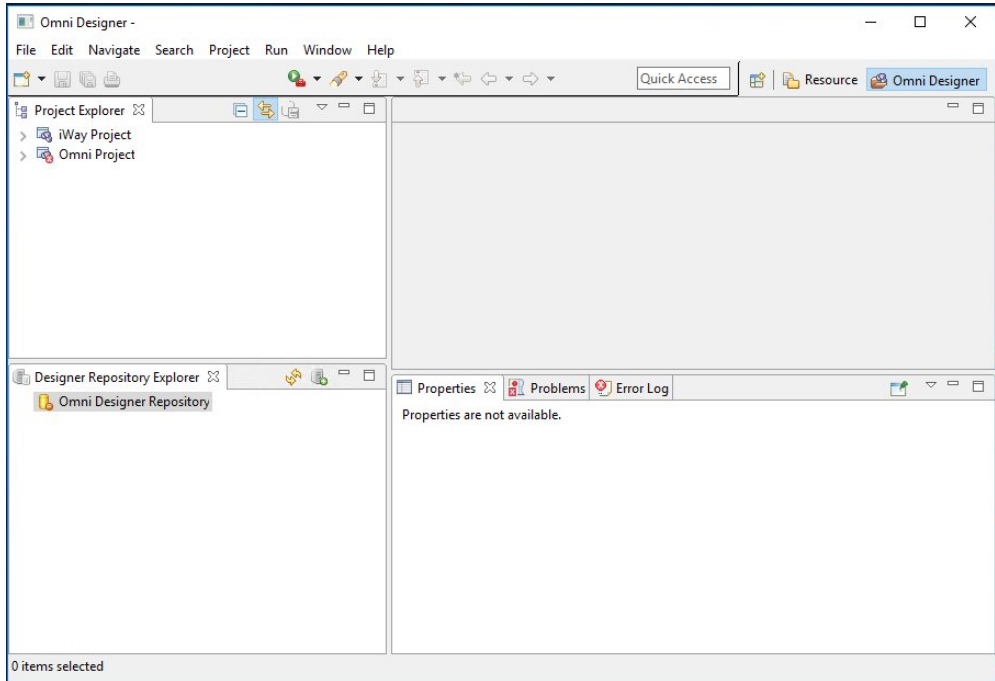 Omni Designer -
File Edit Navigate Search Project Run Window Help
Quick Access Resource Omni Designer
Project Explorer
iWay Project
Omni Project
Designer Repository Explorer
Omni Designer Repository
Properties Problems Error Log
Properties are not available.
0 items selected